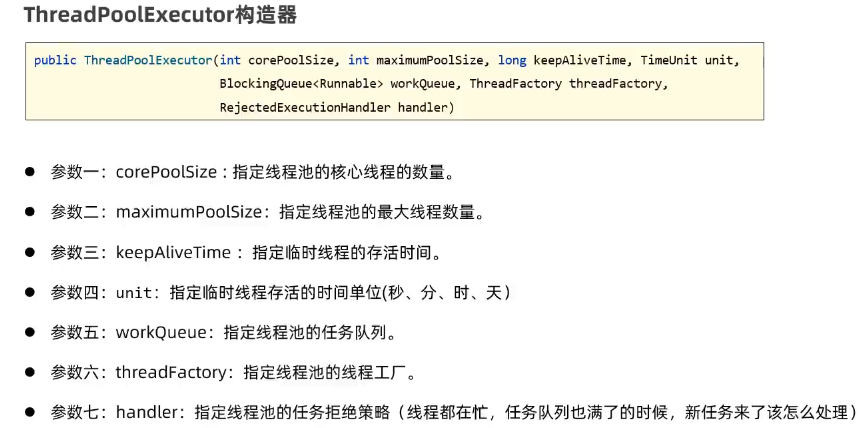 ThreadPoolExecutor构造器
public ThreadPoolExecutor(int corePoolSize, int maximumPoolSize, long keepAliveTime, TimeUnit unit,
BlockingQueue<Runnable> workQueue, ThreadFactory threadFactory,
RejectedExecutionHandler handler)
● 参数一：corePoolSize : 指定线程池的核心线程的数量。
● 参数二：maximumPoolSize：指定线程池的最大线程数量。
● 参数三：keepAliveTime ：指定临时线程的存活时间。
● 参数四：unit：指定临时线程存活的时间单位(秒、分、时、天）
● 参数五：workQueue：指定线程池的任务队列。
● 参数六：threadFactory：指定线程池的线程工厂。
● 参数七：handler：指定线程池的任务拒绝策略（线程都在忙，任务队列也满了的时候，新任务来了该怎么处理）